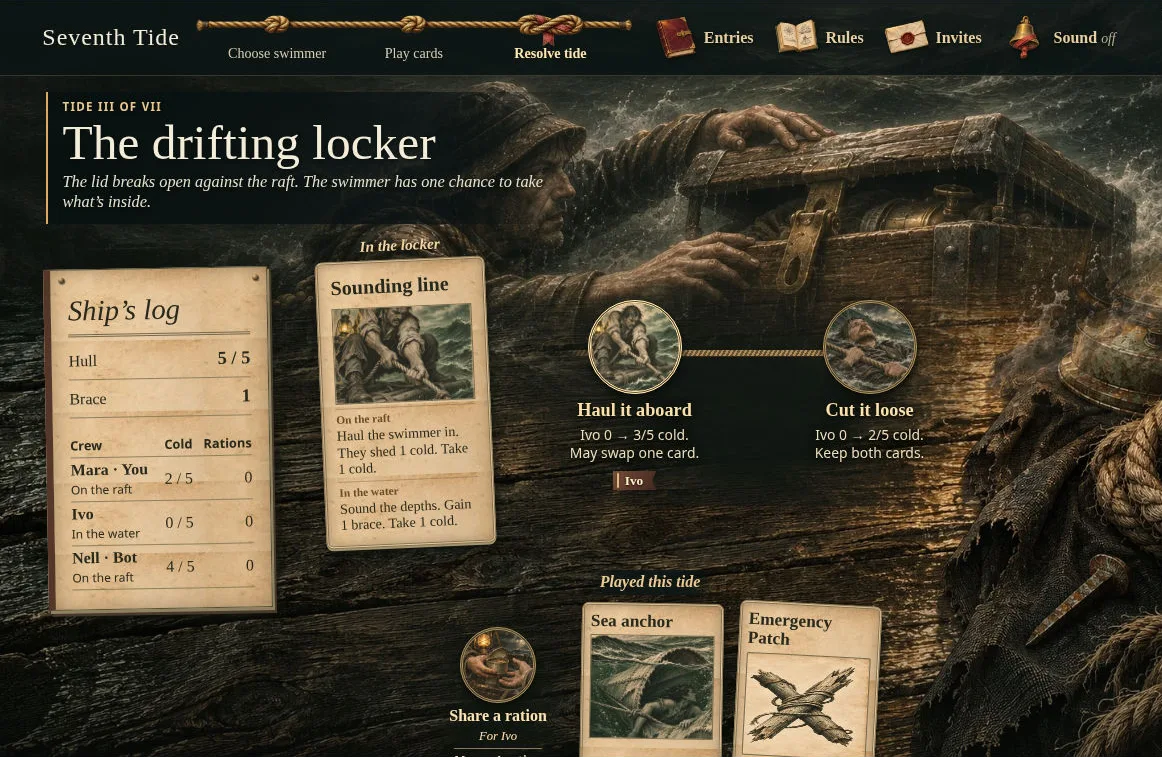 Seventh Tide
Choose swimmer
Play cards
Resolve tide
Entries
Rules
Invites
Sound off
TIDE III OF VII
The drifting locker
The lid breaks open against the raft. The swimmer has one chance to take
what’s inside.
Ship’s log
Hull 5 / 5
Brace 1
Crew Cold Rations
Mara · You 2 / 5 0
On the raft
Ivo 0 / 5 0
In the water
Nell · Bot 4 / 5 0
On the raft
In the locker
Sounding line
On the raft
Haul the swimmer in.
They shed 1 cold. Take
1 cold.
In the water
Sound the depths. Gain
1 brace. Take 1 cold.
Haul it aboard
Ivo 0 → 3/5 cold.
May swap one card.
Ivo
Cut it loose
Ivo 0 → 2/5 cold.
Keep both cards.
Played this tide
Share a ration
For Ivo
Sea anchor
Emergency
Patch